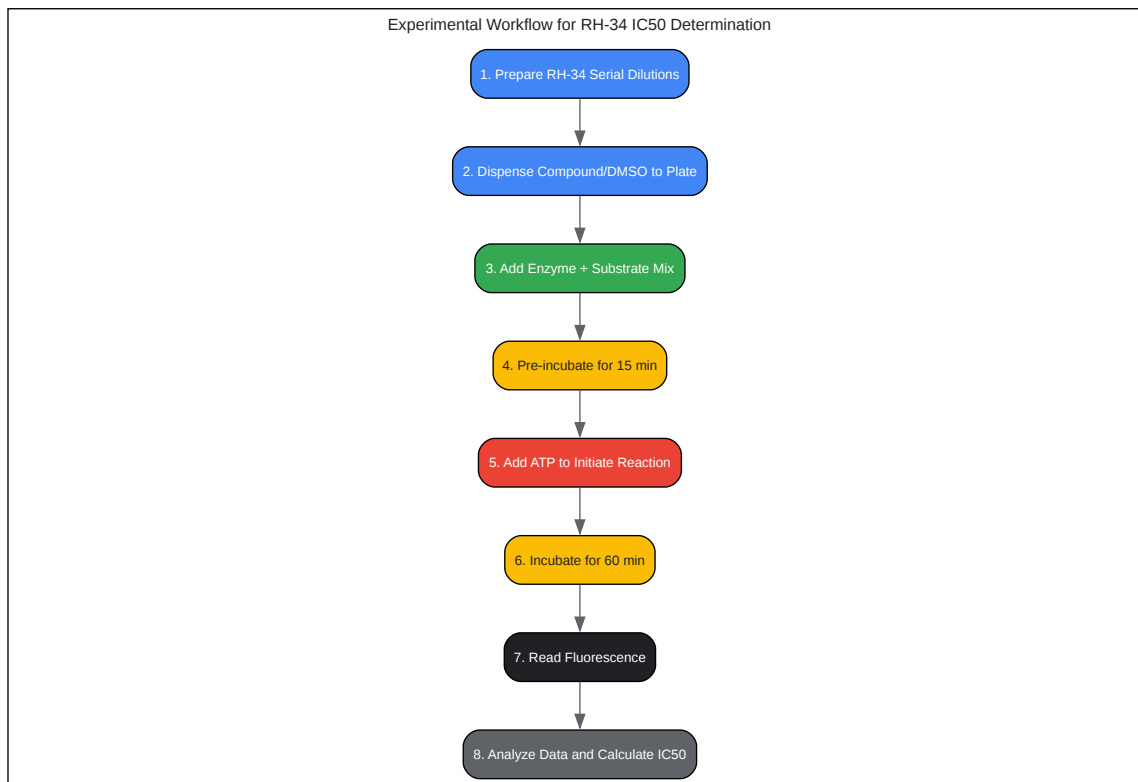 Experimental Workflow for RH-34 IC50 Determination
1. Prepare RH-34 Serial Dilutions
2. Dispense Compound/DMSO to Plate
3. Add Enzyme + Substrate Mix
4. Pre-incubate for 15 min
5. Add ATP to Initiate Reaction
6. Incubate for 60 min
7. Read Fluorescence
8. Analyze Data and Calculate IC50